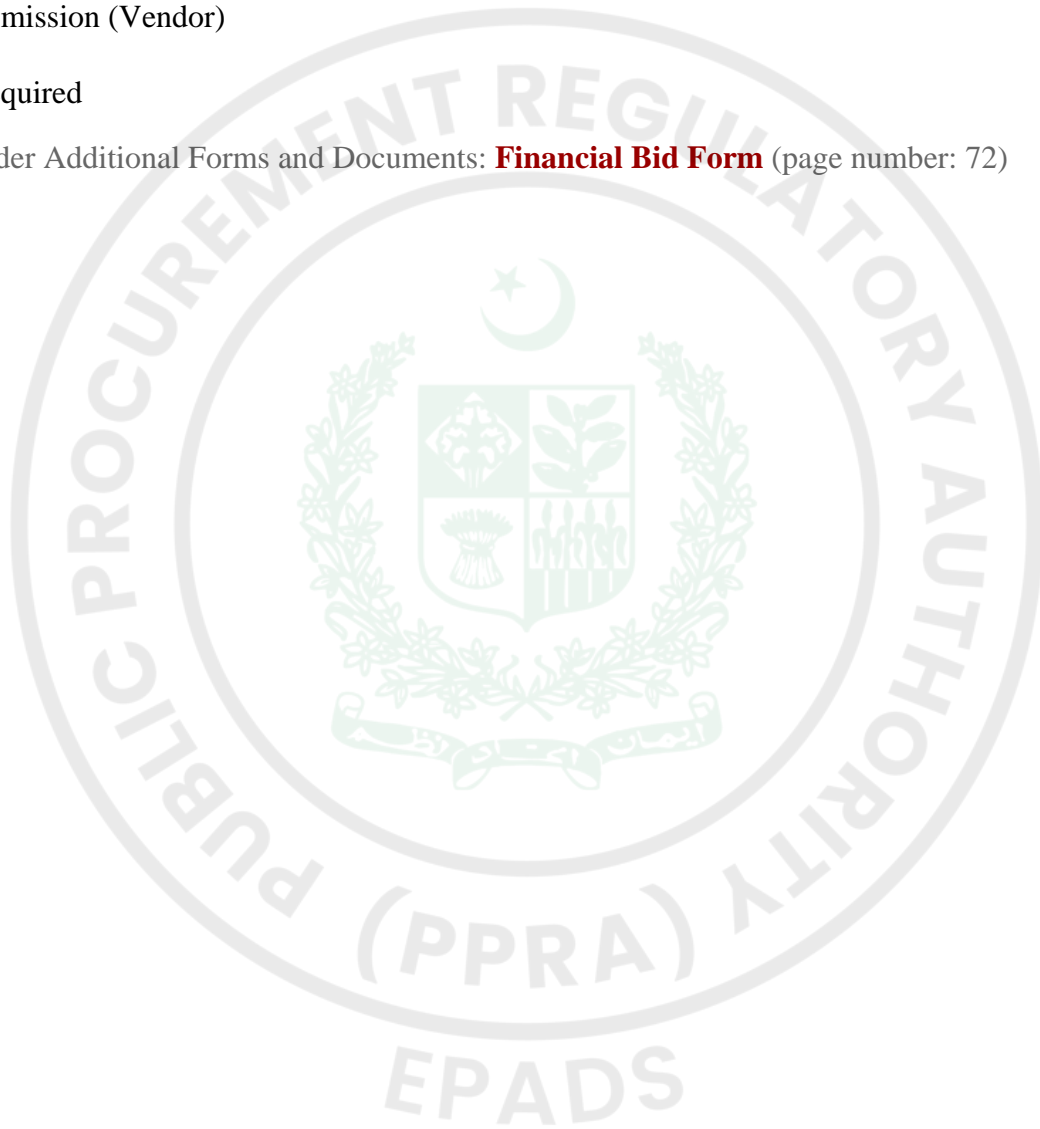 mission (Vendor)
quired
der Additional Forms and Documents: Financial Bid Form (page number: 72)
PUBLIC PROCUREMENT REGULATORY AUTHORITY
(PPRA)
EPADS